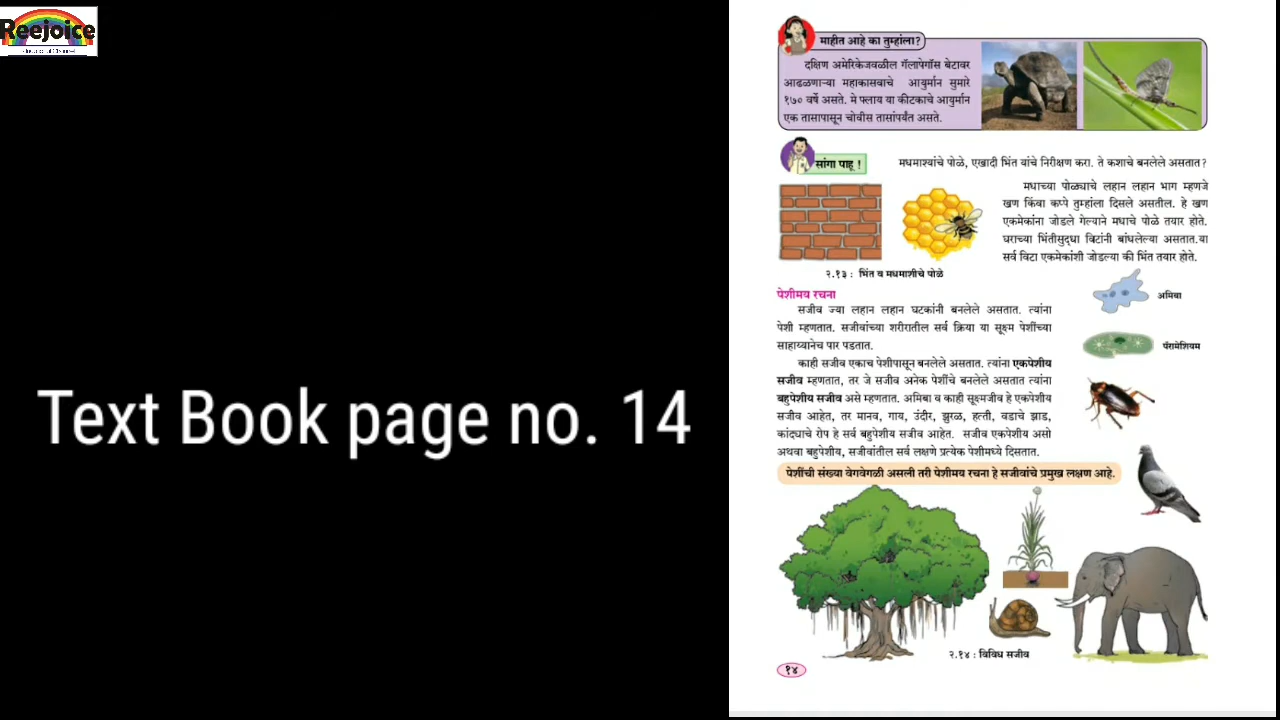 Reejoice
Text Book page no. 14
माहीत आहे का तुम्हांला?
दक्षिण अमेरिकेजवळील गॅलापेगॉस बेटावर
आढळणाऱ्या महाकासवाचे आयुर्मान सुमारे
१७० वर्षे असते. मे फ्लाय या कीटकाचे आयुर्मान
एक तासापासून चोवीस तासांपर्यंत असते.
सांगा पाहू !
मधमाश्यांचे पोळे, एखादी भिंत यांचे निरीक्षण करा. ते कशाचे बनलेले असतात?
मधाच्या पोळ्याचे लहान लहान भाग म्हणजे
खण किंवा कप्पे तुम्हांला दिसले असतील. हे खण
एकमेकांना जोडले गेल्याने मधाचे पोळे तयार होते.
घराच्या भिंतीसुद्धा विटांनी बांधलेल्या असतात.या
सर्व विटा एकमेकांशी जोडल्या की भिंत तयार होते.
२.१३ : भिंत व मधमाशीचे पोळे
पेशीमय रचना
सजीव ज्या लहान लहान घटकांनी बनलेले असतात. त्यांना
पेशी म्हणतात. सजीवांच्या शरीरातील सर्व क्रिया या सूक्ष्म पेशींच्या
साहाय्यानेच पार पडतात.
काही सजीव एकाच पेशीपासून बनलेले असतात. त्यांना एकपेशीय
सजीव म्हणतात, तर जे सजीव अनेक पेशींचे बनलेले असतात त्यांना
बहुपेशीय सजीव असे म्हणतात. अमिबा व काही सूक्ष्मजीव हे एकपेशीय
सजीव आहेत, तर मानव, गाय, उंदीर, झुरळ, हत्ती, वडाचे झाड,
कांद्याचे रोप हे सर्व बहुपेशीय सजीव आहेत. सजीव एकपेशीय असो
अथवा बहुपेशीय, सजीवांतील सर्व लक्षणे प्रत्येक पेशीमध्ये दिसतात.
अमिबा
पॅरामेशियम
पेशींची संख्या वेगवेगळी असली तरी पेशीमय रचना हे सजीवांचे प्रमुख लक्षण आहे.
२.१४ : विविध सजीव
१४